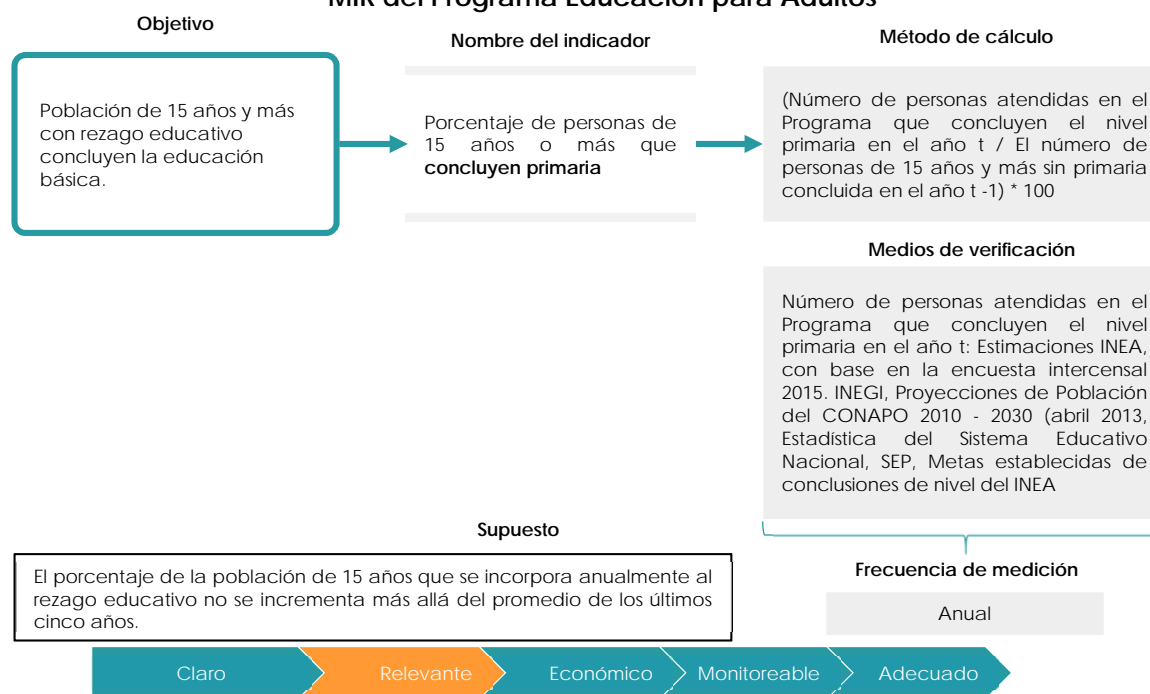 MIR del Programa Educación para Adultos
Objetivo
Nombre del indicador
Método de cálculo
Población de 15 años y más
con rezago educativo
concluyen la educación
básica.
Porcentaje de personas de
15 años o más que
concluyen primaria
(Número de personas atendidas en el
Programa que concluyen el nivel
primaria en el año t / El número de
personas de 15 años y más sin primaria
concluida en el año t -1) * 100
Medios de verificación
Número de personas atendidas en el
Programa que concluyen el nivel
primaria en el año t: Estimaciones INEA,
con base en la encuesta intercensal
2015. INEGI, Proyecciones de Población
del CONAPO 2010 - 2030 (abril 2013,
Estadística del Sistema Educativo
Nacional, SEP, Metas establecidas de
conclusiones de nivel del INEA
Supuesto
El porcentaje de la población de 15 años que se incorpora anualmente al
rezago educativo no se incrementa más allá del promedio de los últimos
cinco años.
Frecuencia de medición
Anual
Claro
Relevante
Económico
Monitoreable
Adecuado